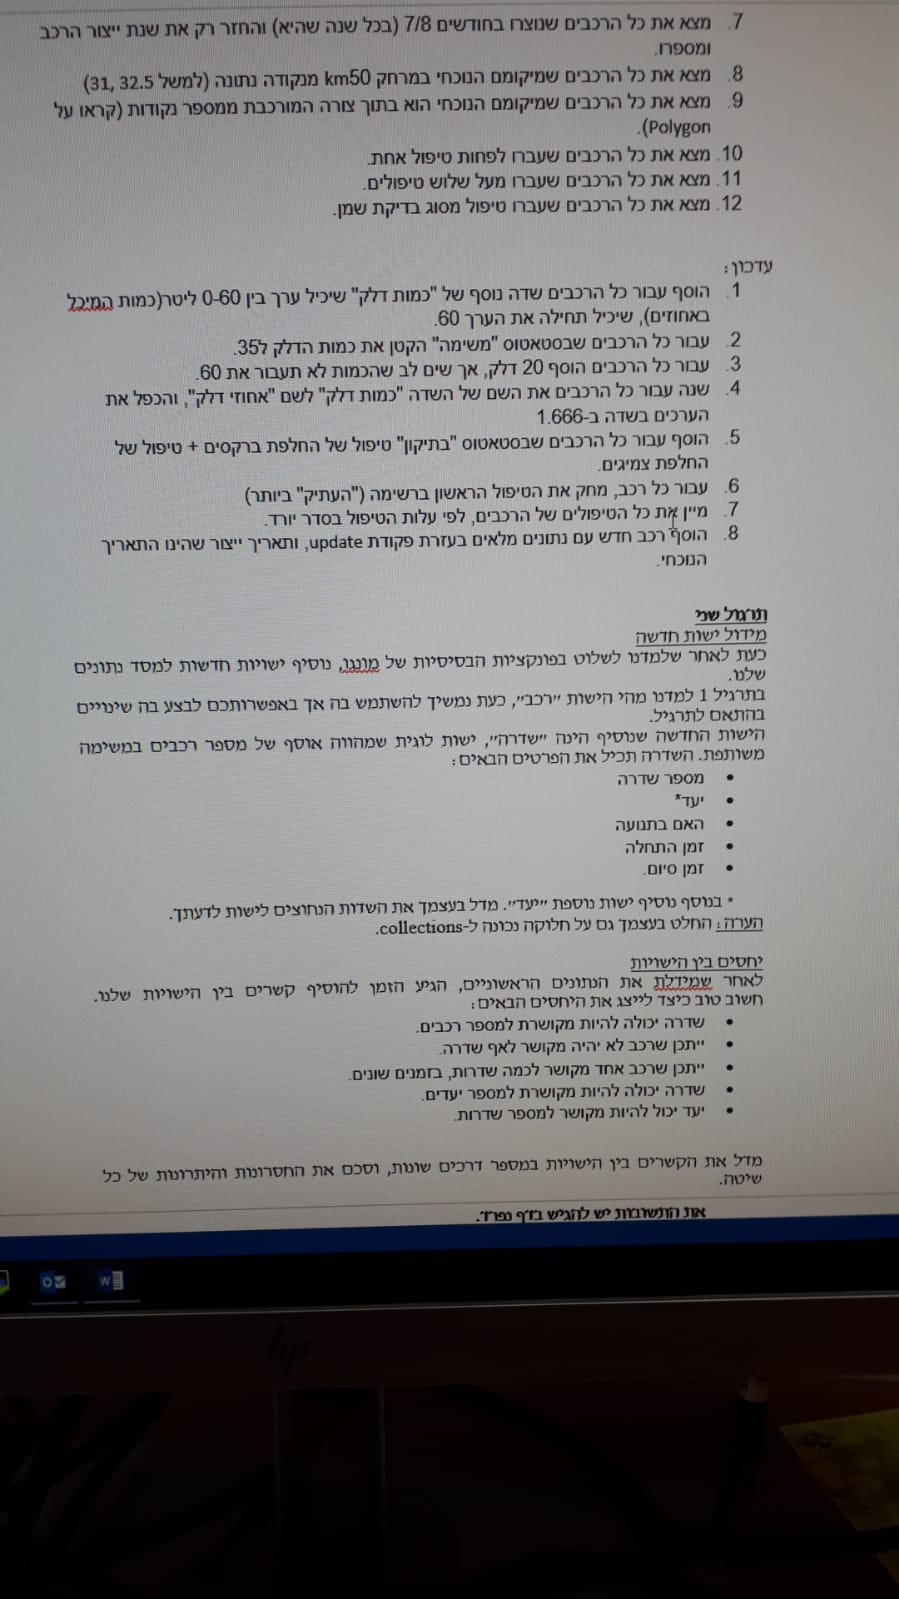 7. מצא את כל הרכבים שנוצרו בחודשים 7/8 (בכל שנה שהיא) והחזר רק את שנת ייצור הרכב
ומספרו.
8. מצא את כל הרכבים שמיקומם הנוכחי במרחק km50 מנקודה נתונה (למשל 32.5 ,31)
9. מצא את כל הרכבים שמיקומם הנוכחי הוא בתוך צורה המורכבת ממספר נקודות (קראו על
Polygon).
10. מצא את כל הרכבים שעברו לפחות טיפול אחת.
11. מצא את כל הרכבים שעברו מעל שלוש טיפולים.
12. מצא את כל הרכבים שעברו טיפול מסוג בדיקת שמן.
עדכון:
1. הוסף עבור כל הרכבים שדה נוסף של "כמות דלק" שיכיל ערך בין 0-60 ליטר(כמות המיכל
באחוזים), שיכיל תחילה את הערך 60.
2. עבור כל הרכבים שבסטאטוס "משימה" הקטן את כמות הדלק ל35.
3. עבור כל הרכבים הוסף 20 דלק, אך שים לב שהכמות לא תעבור את 60.
4. שנה עבור כל הרכבים את השם של השדה "כמות דלק" לשם "אחוזי דלק", והכפל את
הערכים בשדה ב-1.666
5. הוסף עבור כל הרכבים שבסטאטוס "בתיקון" טיפול של החלפת ברקסים + טיפול של
החלפת צמיגים.
6. עבור כל רכב, מחק את הטיפול הראשון ברשימה ("העתיק" ביותר)
7. מיין את כל הטיפולים של הרכבים, לפי עלות הטיפול בסדר יורד.
8. הוסף רכב חדש עם נתונים מלאים בעזרת פקודת update, ותאריך ייצור שהינו התאריך
הנוכחי.
תרגול שני
מידול ישות חדשה
כעת לאחר שלמדנו לשלוט בפונקציות הבסיסיות של מונגו, נוסיף ישויות חדשות למסד נתונים
שלנו.
בתרגיל 1 למדנו מהי הישות "רכב", כעת נמשיך להשתמש בה אך באפשרותכם לבצע בה שינויים
בהתאם לתרגיל.
הישות החדשה שנוסיף הינה "שדרה", ישות לוגית שמהווה אוסף של מספר רכבים במשימה
משותפת. השדרה תכיל את הפרטים הבאים:
• מספר שדרה
• יעד*
• האם בתנועה
• זמן התחלה
• זמן סיום.
* בנוסף נוסיף ישות נוספת "יעד". מדל בעצמך את השדות הנחוצים לישות לדעתך.
הערה: החלט בעצמך גם על חלוקה נכונה ל-collections.
יחסים בין הישויות
לאחר שמידלת את הנתונים הראשוניים, הגיע הזמן להוסיף קשרים בין הישויות שלנו.
חשוב טוב כיצד לייצג את היחסים הבאים:
• שדרה יכולה להיות מקושרת למספר רכבים.
• ייתכן שרכב לא יהיה מקושר לאף שדרה.
• ייתכן שרכב אחד מקושר לכמה שדרות, בזמנים שונים.
• שדרה יכולה להיות מקושרת למספר יעדים.
• יעד יכול להיות מקושר למספר שדרות.
מדל את הקשרים בין הישויות במספר דרכים שונות, וסכם את החסרונות והיתרונות של כל
שיטה.
את התשובות יש להגיש בדף נפרד.
hp